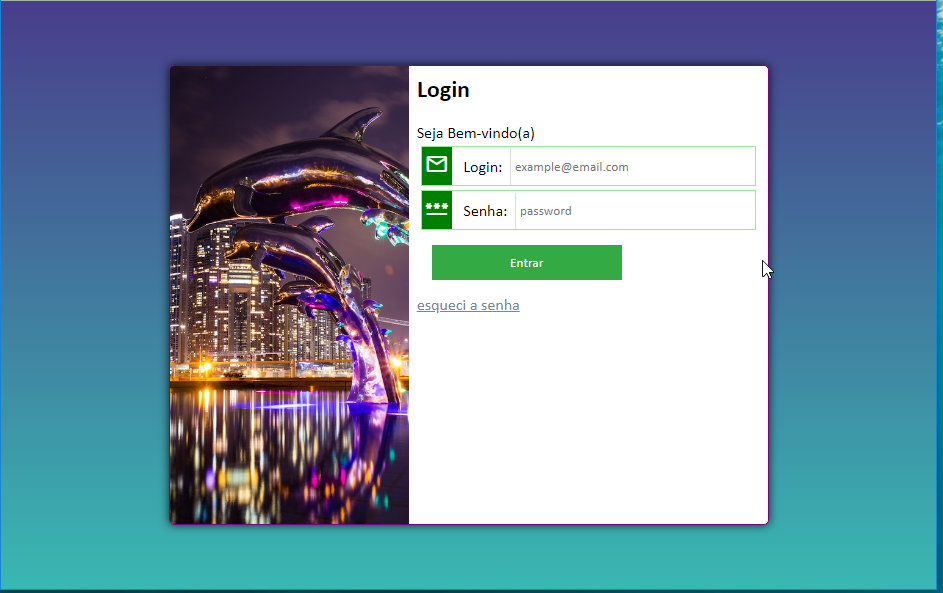 Login
Seja Bem-vindo(a)
Login: example@email.com
Senha: password
Entrar
esqueci a senha